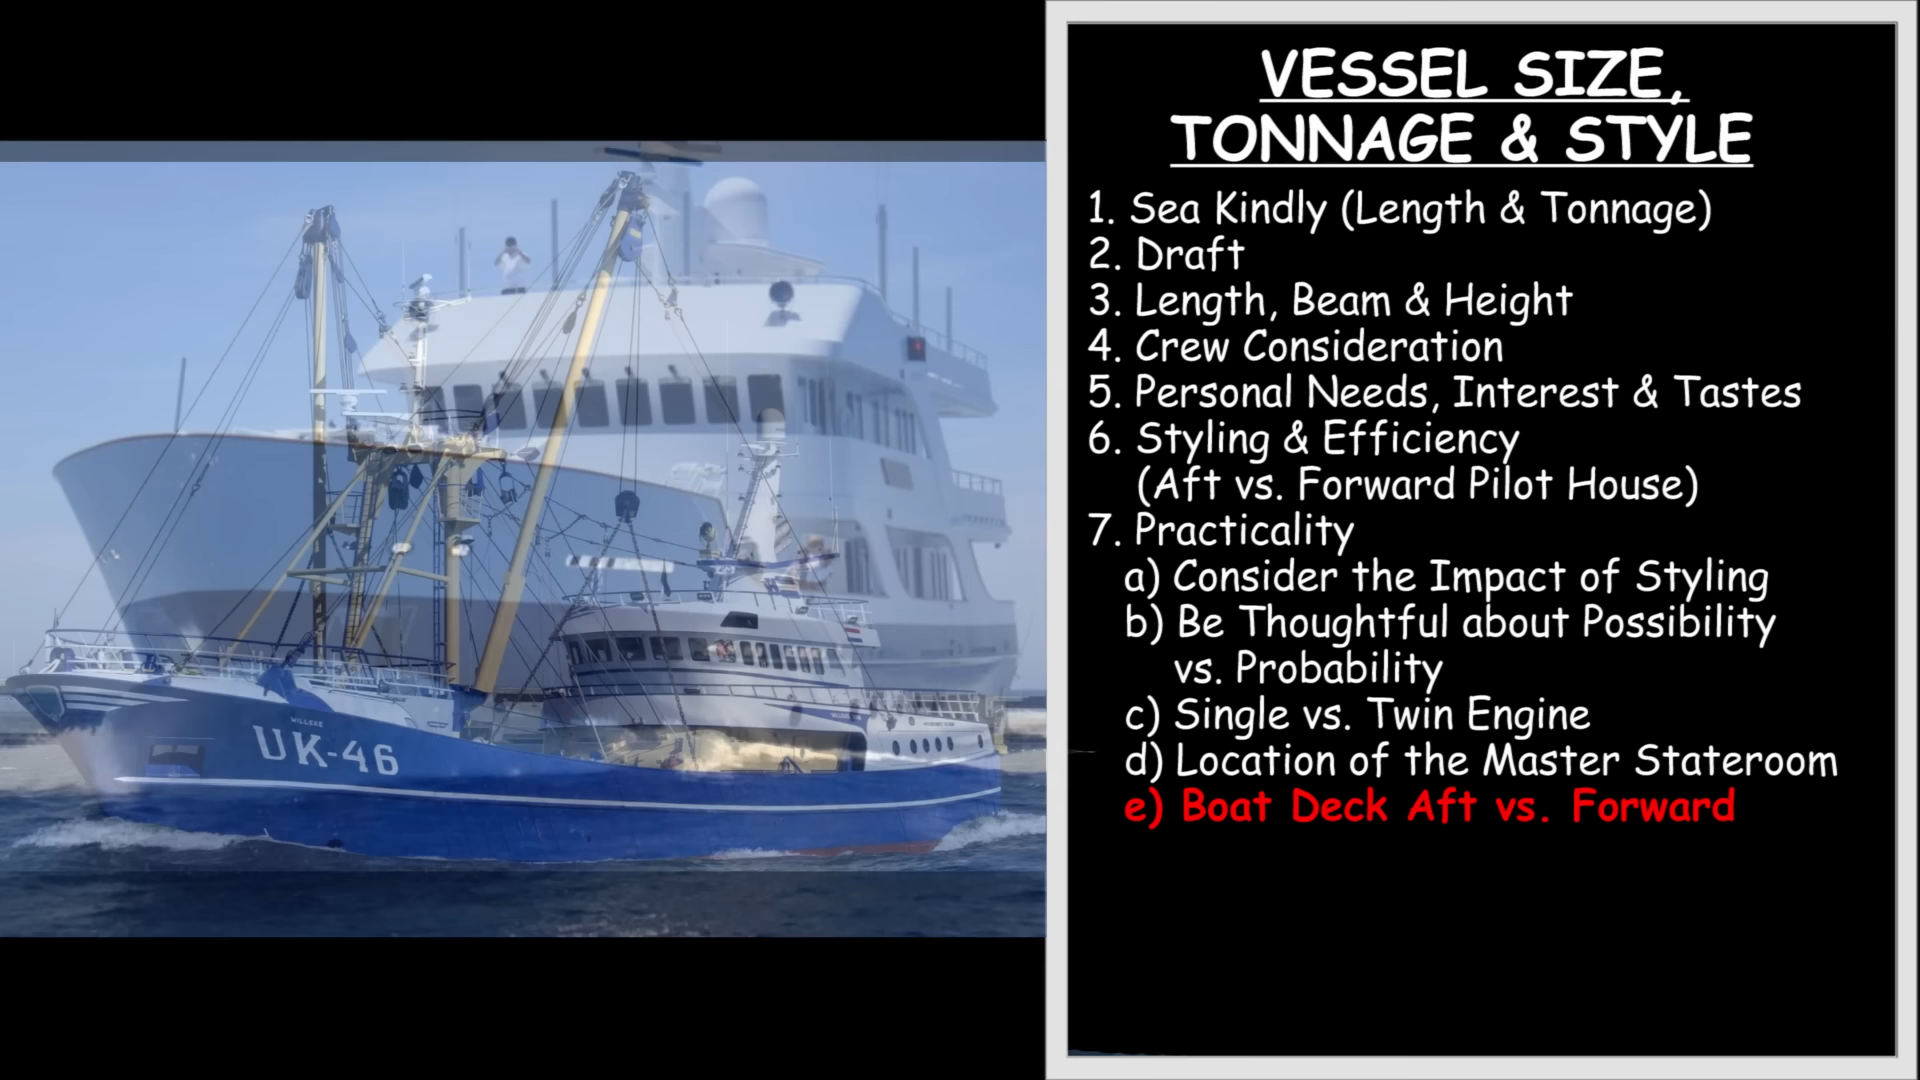 VESSEL SIZE,
TONNAGE & STYLE
1. Sea Kindly (Length & Tonnage)
2. Draft
3. Length, Beam & Height
4. Crew Consideration
5. Personal Needs, Interest & Tastes
6. Styling & Efficiency
(Aft vs. Forward Pilot House)
7. Practicality
a) Consider the Impact of Styling
b) Be Thoughtful about Possibility
vs. Probability
c) Single vs. Twin Engine
d) Location of the Master Stateroom
e) Boat Deck Aft vs. Forward
WILLEKE
UK-46